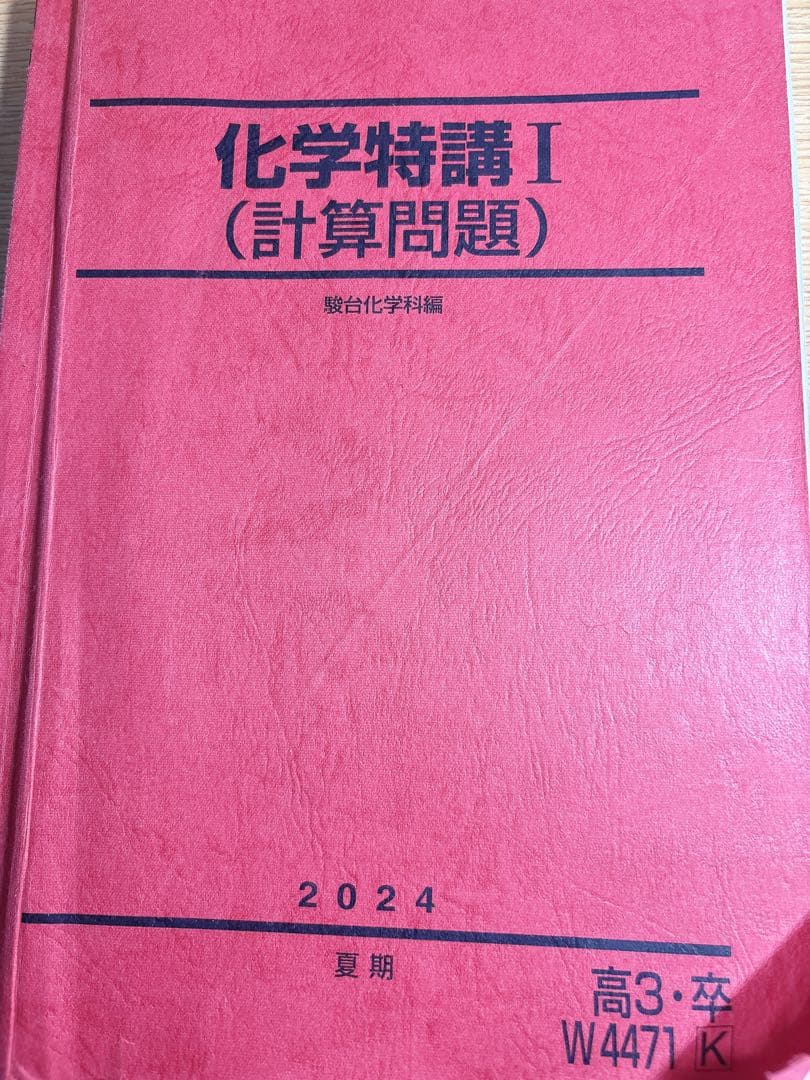 化学特講Ⅰ
（計算問題）
駿台化学科編
2024
夏期
高3・卒
W4471 K